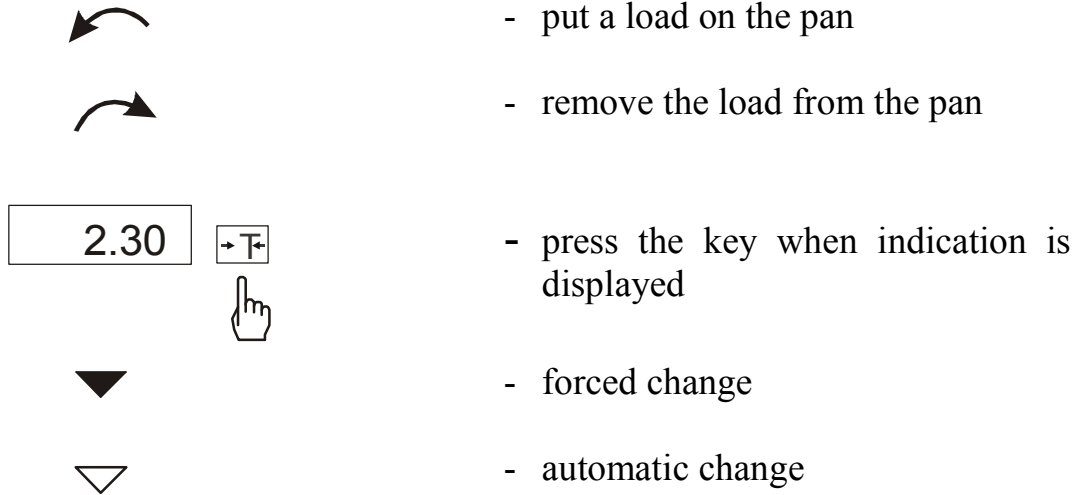 - put a load on the pan
- remove the load from the pan
2.30 →T← - press the key when indication is
displayed
- forced change
- automatic change